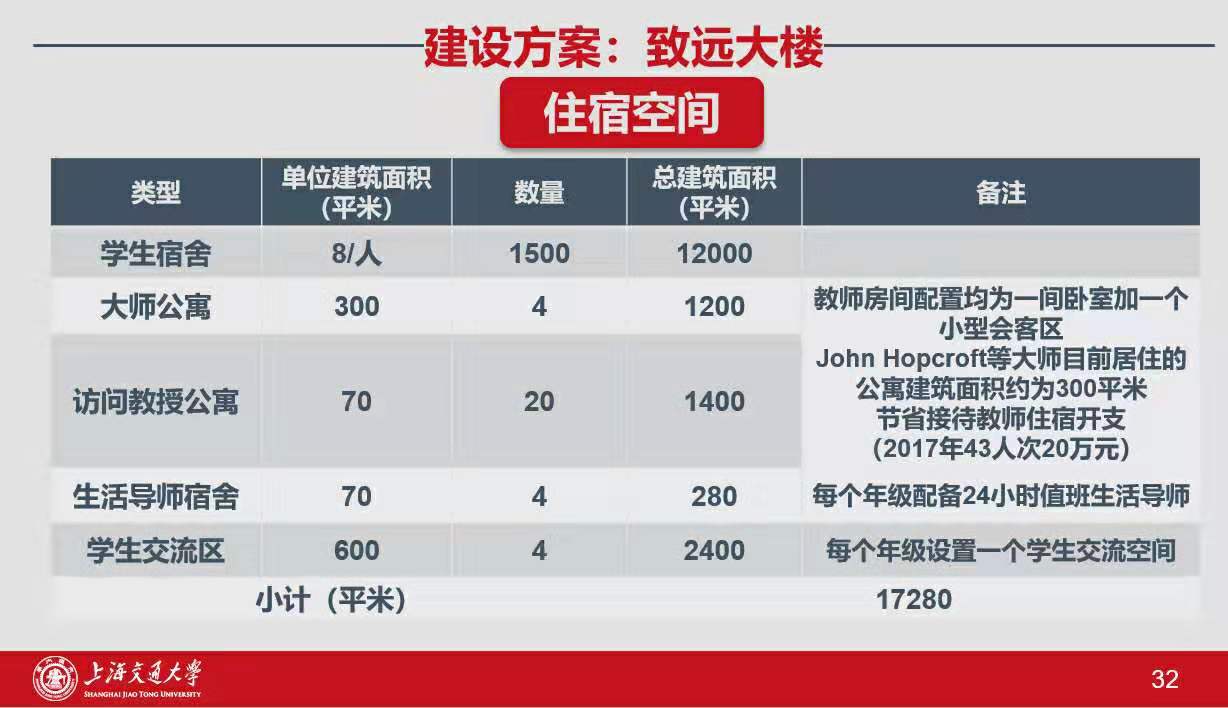 建设方案：致远大楼
住宿空间
类型 单位建筑面积（平米） 数量 总建筑面积（平米） 备注
学生宿舍 8/人 1500 12000
大师公寓 300 4 1200
教师房间配置均为一间卧室加一个
小型会客区
John Hopcroft等大师目前居住的
公寓建筑面积约为300平米
节省接待教师住宿开支
（2017年43人次20万元）
访问教授公寓 70 20 1400
生活导师宿舍 70 4 280 每个年级配备24小时值班生活导师
学生交流区 600 4 2400 每个年级设置一个学生交流空间
小计（平米） 17280
上海交通大学
SHANGHAI JIAO TONG UNIVERSITY
32